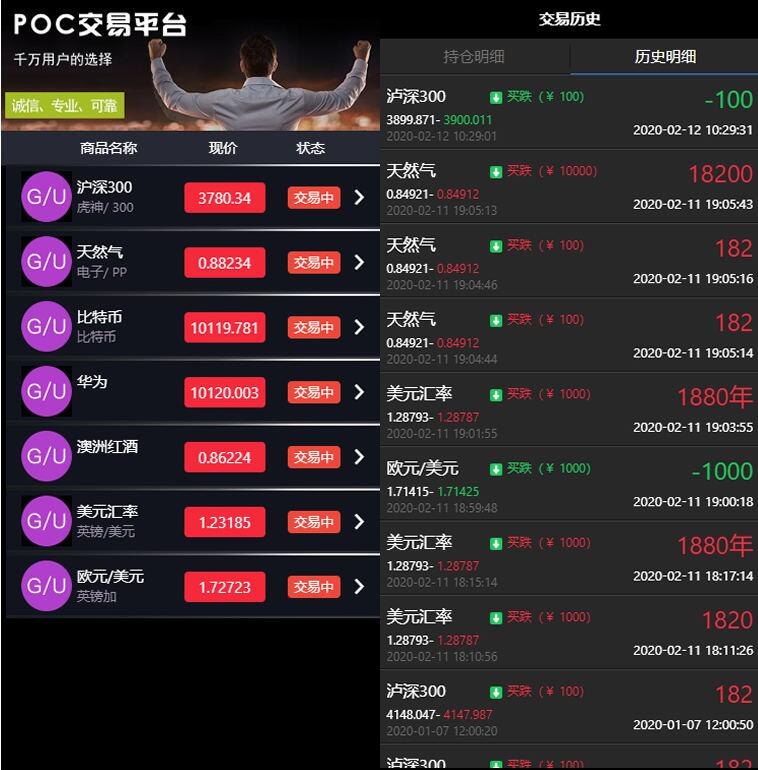 POC交易平台
千万用户的选择
诚信、专业、可靠
商品名称 现价 状态
G/U 沪深300 3780.34 交易中
虎神/ 300
G/U 天然气 0.88234 交易中
电子/ PP
G/U 比特币 10119.781 交易中
比特币
G/U 华为 10120.003 交易中
G/U 澳洲红酒 0.86224 交易中
G/U 美元汇率 1.23185 交易中
英镑/美元
G/U 欧元/美元 1.72723 交易中
英镑加
交易历史
持仓明细 历史明细
泸深300 买跌（¥ 100） -100
3899.871- 3900.011
2020-02-12 10:29:01 2020-02-12 10:29:31
天然气 买跌（¥ 10000） 18200
0.84921- 0.84912
2020-02-11 19:05:13 2020-02-11 19:05:43
天然气 买跌（¥ 100） 182
0.84921- 0.84912
2020-02-11 19:04:46 2020-02-11 19:05:16
天然气 买跌（¥ 100） 182
0.84921- 0.84912
2020-02-11 19:04:44 2020-02-11 19:05:14
美元汇率 买跌（¥ 1000） 1880年
1.28793- 1.28787
2020-02-11 19:01:55 2020-02-11 19:03:55
欧元/美元 买跌（¥ 1000） -1000
1.71415- 1.71425
2020-02-11 18:59:48 2020-02-11 19:00:18
美元汇率 买跌（¥ 1000） 1880年
1.28793- 1.28787
2020-02-11 18:15:14 2020-02-11 18:17:14
美元汇率 买跌（¥ 1000） 1820
1.28793- 1.28787
2020-02-11 18:10:56 2020-02-11 18:11:26
沪深300 买跌（¥ 100） 182
4148.047- 4147.987
2020-01-07 12:00:20 2020-01-07 12:00:50
沪深300 买跌（¥ 100） 182